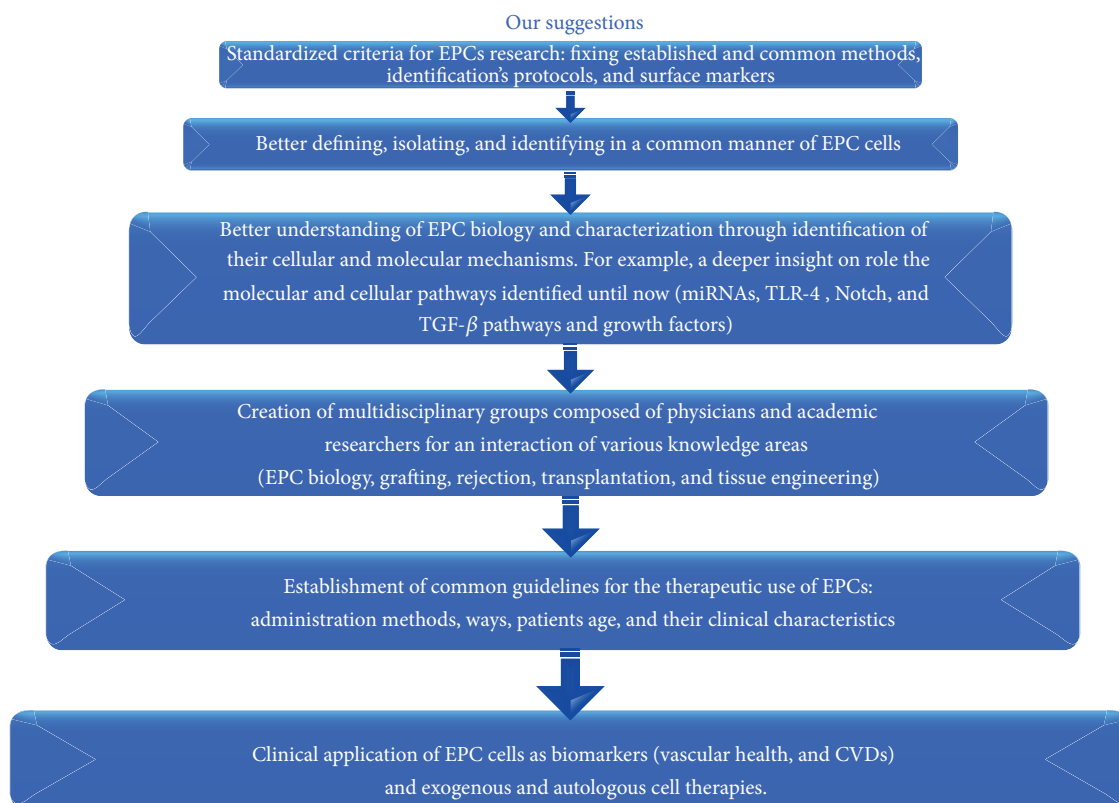 Our suggestions
Standardized criteria for EPCs research: fixing established and common methods,
identification's protocols, and surface markers
Better defining, isolating, and identifying in a common manner of EPC cells
Better understanding of EPC biology and characterization through identification of
their cellular and molecular mechanisms. For example, a deeper insight on role the
molecular and cellular pathways identified until now (miRNAs, TLR-4 , Notch, and
TGF-β pathways and growth factors)
Creation of multidisciplinary groups composed of physicians and academic
researchers for an interaction of various knowledge areas
(EPC biology, grafting, rejection, transplantation, and tissue engineering)
Establishment of common guidelines for the therapeutic use of EPCs:
administration methods, ways, patients age, and their clinical characteristics
Clinical application of EPC cells as biomarkers (vascular health, and CVDs)
and exogenous and autologous cell therapies.